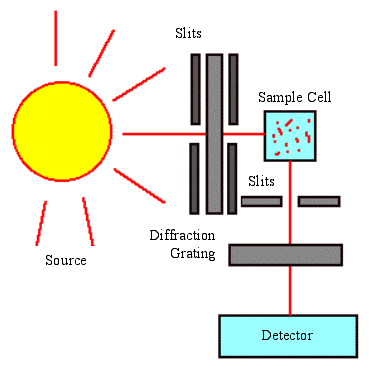 Slits
Sample Cell
Slits
Diffraction
Grating
Source
Detector